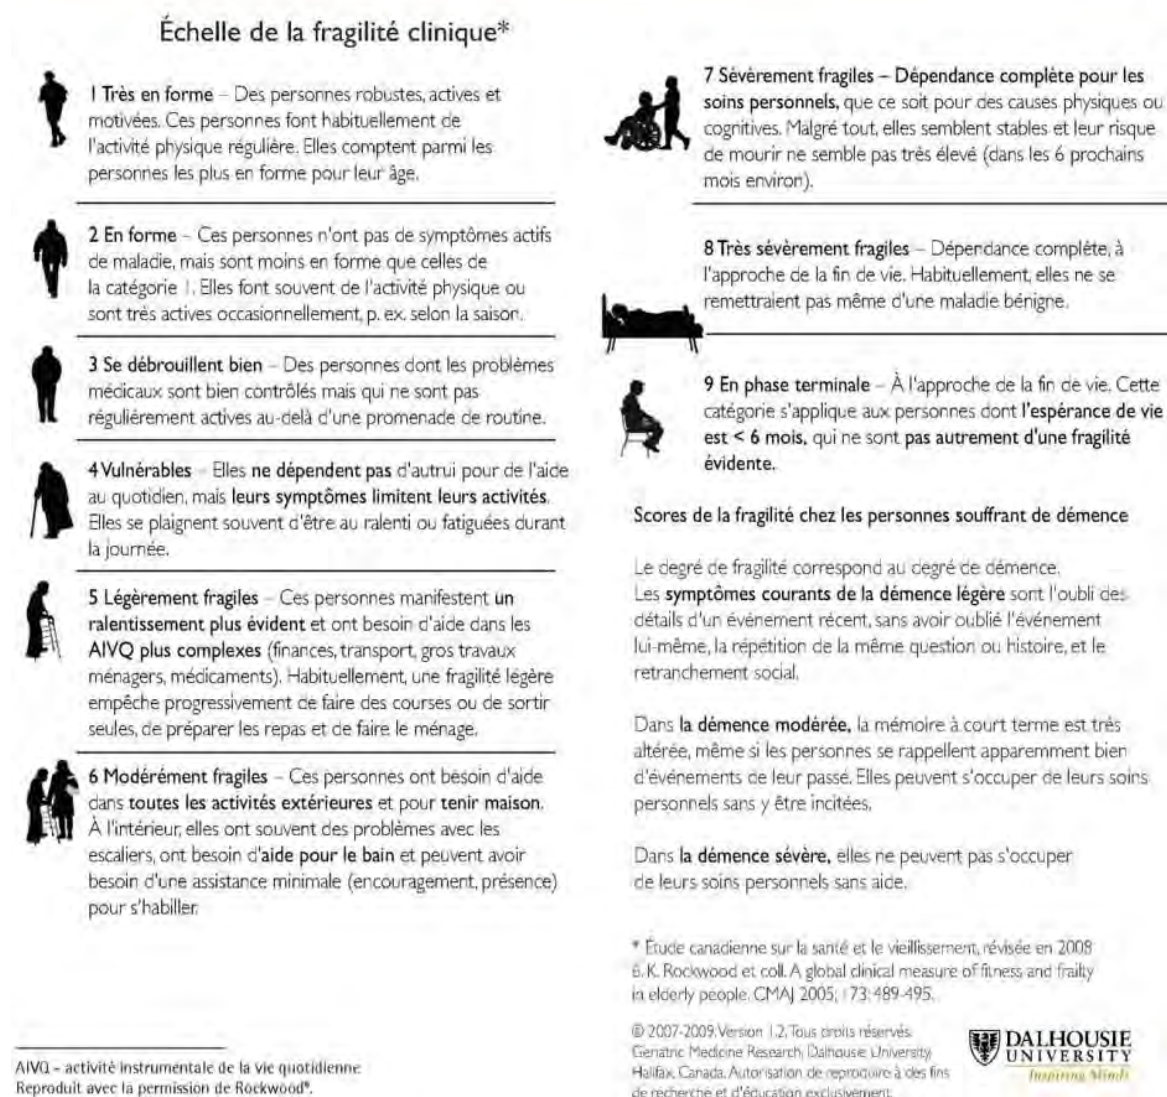 Échelle de la fragilité clinique*
1 Très en forme – Des personnes robustes, actives et
motivées. Ces personnes font habituellement de
l'activité physique régulière. Elles comptent parmi les
personnes les plus en forme pour leur âge.
2 En forme – Ces personnes n'ont pas de symptômes actifs
de maladie, mais sont moins en forme que celles de
la catégorie 1. Elles font souvent de l'activité physique ou
sont très actives occasionnellement, p. ex. selon la saison.
3 Se débrouillent bien – Des personnes dont les problèmes
médicaux sont bien contrôlés mais qui ne sont pas
régulièrement actives au-delà d'une promenade de routine.
4 Vulnérables – Elles ne dépendent pas d'autrui pour de l'aide
au quotidien, mais leurs symptômes limitent leurs activités.
Elles se plaignent souvent d'être au ralenti ou fatiguées durant
la journée.
5 Légèrement fragiles – Ces personnes manifestent un
ralentissement plus évident et ont besoin d'aide dans les
AIVQ plus complexes (finances, transport, gros travaux
ménagers, médicaments). Habituellement, une fragilité légère
empêche progressivement de faire des courses ou de sortir
seules, de préparer les repas et de faire le ménage.
6 Modérément fragiles – Ces personnes ont besoin d'aide
dans toutes les activités extérieures et pour tenir maison.
À l'intérieur, elles ont souvent des problèmes avec les
escaliers, ont besoin d'aide pour le bain et peuvent avoir
besoin d'une assistance minimale (encouragement, présence)
pour s'habiller.
AIVQ – activité instrumentale de la vie quotidienne
Reproduit avec la permission de Rockwood⁸.
7 Sévèrement fragiles – Dépendance complète pour les
soins personnels, que ce soit pour des causes physiques ou
cognitives. Malgré tout, elles semblent stables et leur risque
de mourir ne semble pas très élevé (dans les 6 prochains
mois environ).
8 Très sévèrement fragiles – Dépendance complète, à
l'approche de la fin de vie. Habituellement, elles ne se
remettraient pas même d'une maladie bénigne.
9 En phase terminale – À l'approche de la fin de vie. Cette
catégorie s'applique aux personnes dont l'espérance de vie
est < 6 mois, qui ne sont pas autrement d'une fragilité
évidente.
Scores de la fragilité chez les personnes souffrant de démence
Le degré de fragilité correspond au degré de démence.
Les symptômes courants de la démence légère sont l'oubli des
détails d'un événement récent, sans avoir oublié l'événement
lui-même, la répétition de la même question ou histoire, et le
retranchement social.
Dans la démence modérée, la mémoire à court terme est très
altérée, même si les personnes se rappellent apparemment bien
d'événements de leur passé. Elles peuvent s'occuper de leurs soins
personnels sans y être incitées.
Dans la démence sévère, elles ne peuvent pas s'occuper
de leurs soins personnels sans aide.
* Étude canadienne sur la santé et le vieillissement, révisée en 2008
8. K. Rockwood et coll. A global clinical measure of fitness and frailty
in elderly people. CMAJ 2005; 173:489-495.
© 2007-2009. Version 1.2. Tous droits réservés.
Geriatric Medicine Research, Dalhousie University,
Halifax, Canada. Autorisation de reproduire à des fins
de recherche et d'éducation exclusivement.
DALHOUSIE
UNIVERSITY
Inspiring Minds